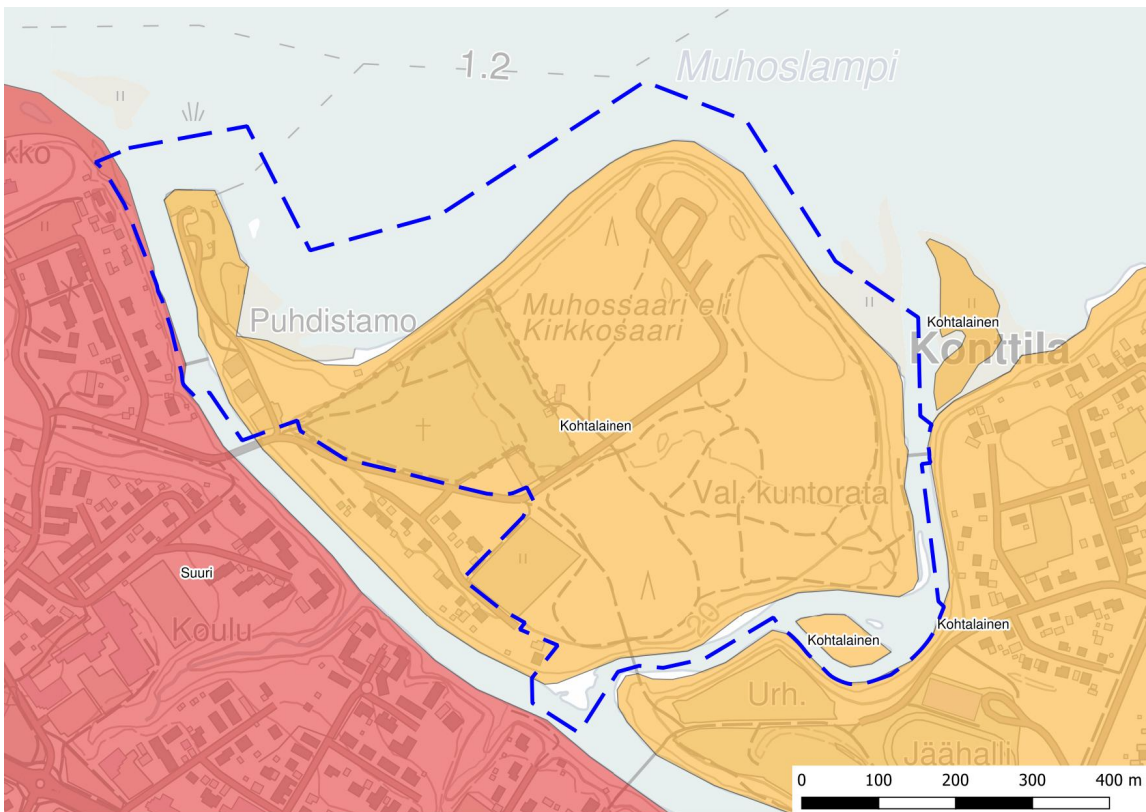 1.2
Muhoslampi
kko
Puhdistamo
Muhossaari eli
Kirkkosaari
Kohtalainen
Konttila
Kohtalainen
Val. kuntorata
Suuri
Koulu
20
Kohtalainen
Kohtalainen
Urh.
Jäähalli
0 100 200 300 400 m